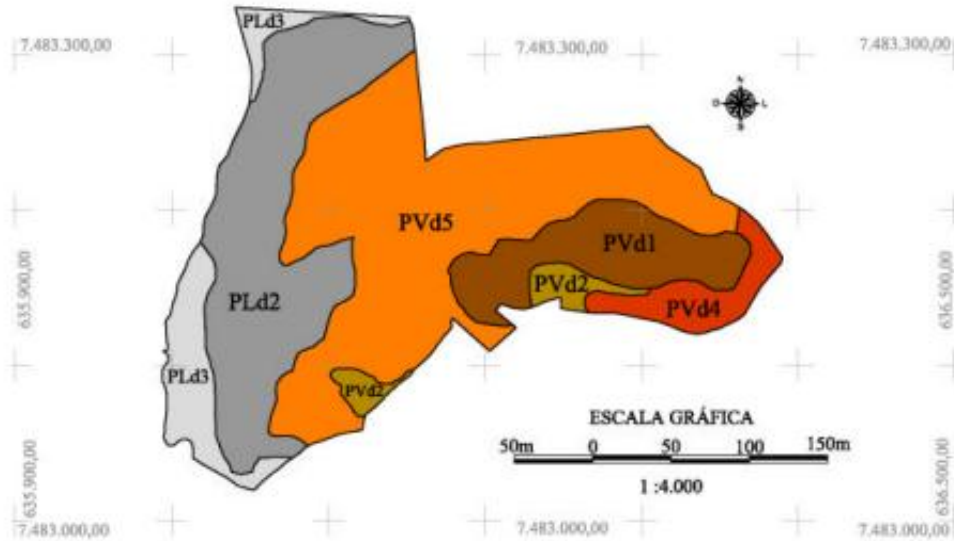 PLd3
7.483.300,00
7.483.300,00
7.483.300,00
N
O
L
S
PVd5
PVd1
PVd2
PVd4
PLd2
635.900,00
636.500,00
PLd3
PVd2
ESCALA GRÁFICA
50m 0 50 100 150m
1 :4.000
635.900,00
636.500,00
7.483.000,00
7.483.000,00
7.483.000,00